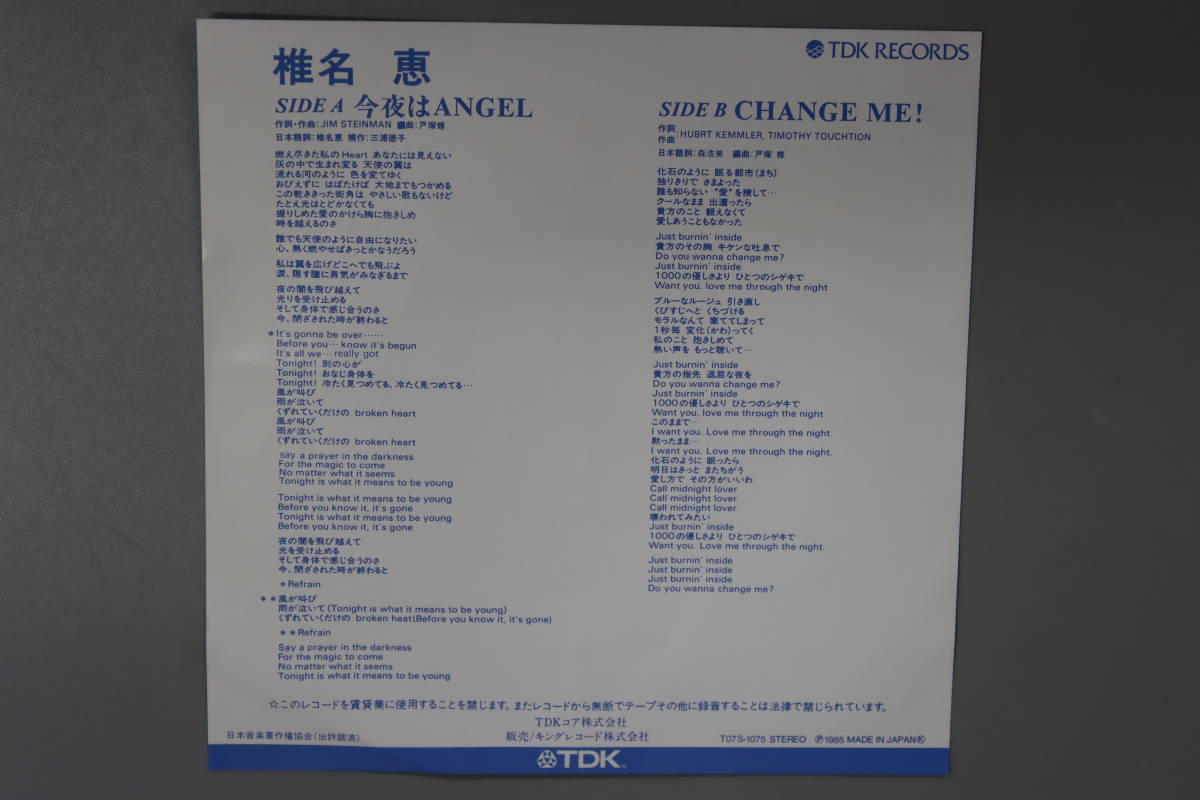 椎名 恵
TDK RECORDS
SIDE A 今夜はANGEL
作詞・作曲:JIM STEINMAN 編曲:戸塚修
日本語詞:椎名恵 補作:三浦徳子
燃え尽きた私のHeart あなたには見えない
灰の中で生まれ変る 天使の翼は
流れる河のように 色を変てゆく
おびえずに はばたけば 大地までもつかめる
この乾ききった街角は やさしい歌もないけど
たとえ光はとどかなくても
握りしめた愛のかけら胸に抱きしめ
時を越えるのさ
誰でも天使のように自由になりたい
心、熱く燃やせばきっとかなうだろう
私は翼を広げどこへでも飛ぶよ
涙、隠す瞳に勇気がみなぎるまで
夜の闇を飛び越えて
光りを受け止める
そして身体で感じ合うのさ
今、閉ざされた時が終わると
*It's gonna be over……
Before you… know it's begun
It's all we… really got
Tonight! 別の心が
Tonight! おなじ身体を
Tonight! 冷たく見つめてる、冷たく見つめてる…
風が叫び
雨が泣いて
くずれていくだけの broken heart
風が叫び
雨が泣いて
くずれていくだけの broken heart
say a prayer in the darkness
For the magic to come
No matter what it seems
Tonight is what it means to be young
Tonight is what it means to be young
Before you know it, it's gone
Tonight is what it means to be young
Before you know it, it's gone
夜の闇を飛び越えて
光を受け止める
そして身体で感じ合うのさ
今、閉ざされた時が終わると
*Refrain
**風が叫び
雨が泣いて(Tonight is what it means to be young)
くずれていくだけの broken heat(Before you know it, it's gone)
**Refrain
Say a prayer in the darkness
For the magic to come
No matter what it seems
Tonight is what it means to be young
SIDE B CHANGE ME!
作詞
作曲:HUBRT KEMMLER, TIMOTHY TOUCHTION
日本語詞:森浩美 編曲:戸塚 修
化石のように 眠る都市(まち)
独りきりで さまよった
誰も知らない “愛”を捜して…
クールなまま 出逢ったら
貴方のこと 観えなくて
愛しあうこともなかった
Just burnin' inside
貴方のその胸 キケンな吐息で
Do you wanna change me?
Just burnin' inside
1000の優しさより ひとつのシゲキで
Want you. love me through the night
ブルーなルージュ 引き直し
くびすじへと くちづける
モラルなんて 棄ててしまって
1秒毎 変化(かわ)ってく
私のこと 抱きしめて
熱い声を もっと聴いて…
Just burnin' inside
貴方の指先 退屈な夜を
Do you wanna change me?
Just burnin' inside
1000の優しさより ひとつのシゲキで
Want you. love me through the night
このままで…
I want you. Love me through the night.
黙ったまま…
I want you. Love me through the night.
化石のように 眠ったら
明日はきっと またちがう
愛し方で その方がいいわ
Call midnight lover
Call midnight lover
Call midnight lover
壊われてみたい
Just burnin' inside
1000の優しさより ひとつのシゲキで
Want you. Love me through the night.
Just burnin' inside
Just burnin' inside
Just burnin' inside
Do you wanna change me?
☆このレコードを賃貸業に使用することを禁じます。またレコードから無断でテープその他に録音することは法律で禁じられています。
TDKコア株式会社
日本音楽著作権協会(出許諾済)
販売/キングレコード株式会社
T07S-1075 STEREO Ⓟ1985 MADE IN JAPANⓀ
TDK®